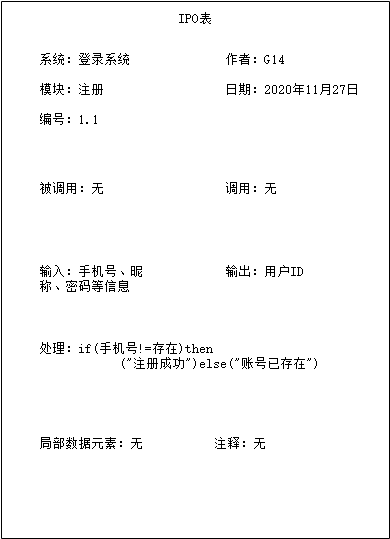 IPO表
系统：登录系统 作者：G14
模块：注册 日期：2020年11月27日
编号：1.1
被调用：无 调用：无
输入：手机号、昵 输出：用户ID
称、密码等信息
处理：if(手机号!=存在)then
("注册成功")else("账号已存在")
局部数据元素：无 注释：无